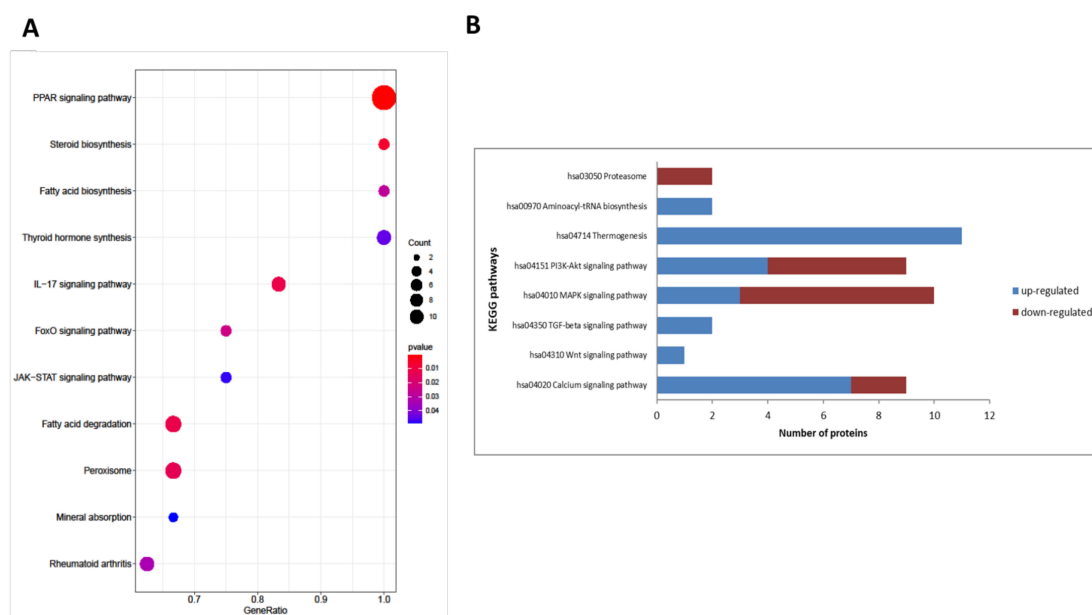 A
PPAR signaling pathway
Steroid biosynthesis
Fatty acid biosynthesis
Thyroid hormone synthesis
IL−17 signaling pathway
FoxO signaling pathway
JAK−STAT signaling pathway
Fatty acid degradation
Peroxisome
Mineral absorption
Rheumatoid arthritis
0.7 0.8 0.9 1.0
GeneRatio
Count
2
4
6
8
10
pvalue
0.01
0.02
0.03
0.04
B
KEGG pathways
hsa03050 Proteasome
hsa00970 Aminoacyl-tRNA biosynthesis
hsa04714 Thermogenesis
hsa04151 PI3K-Akt signaling pathway
hsa04010 MAPK signaling pathway
hsa04350 TGF-beta signaling pathway
hsa04310 Wnt signaling pathway
hsa04020 Calcium signaling pathway
0 2 4 6 8 10 12
Number of proteins
up-regulated
down-regulated